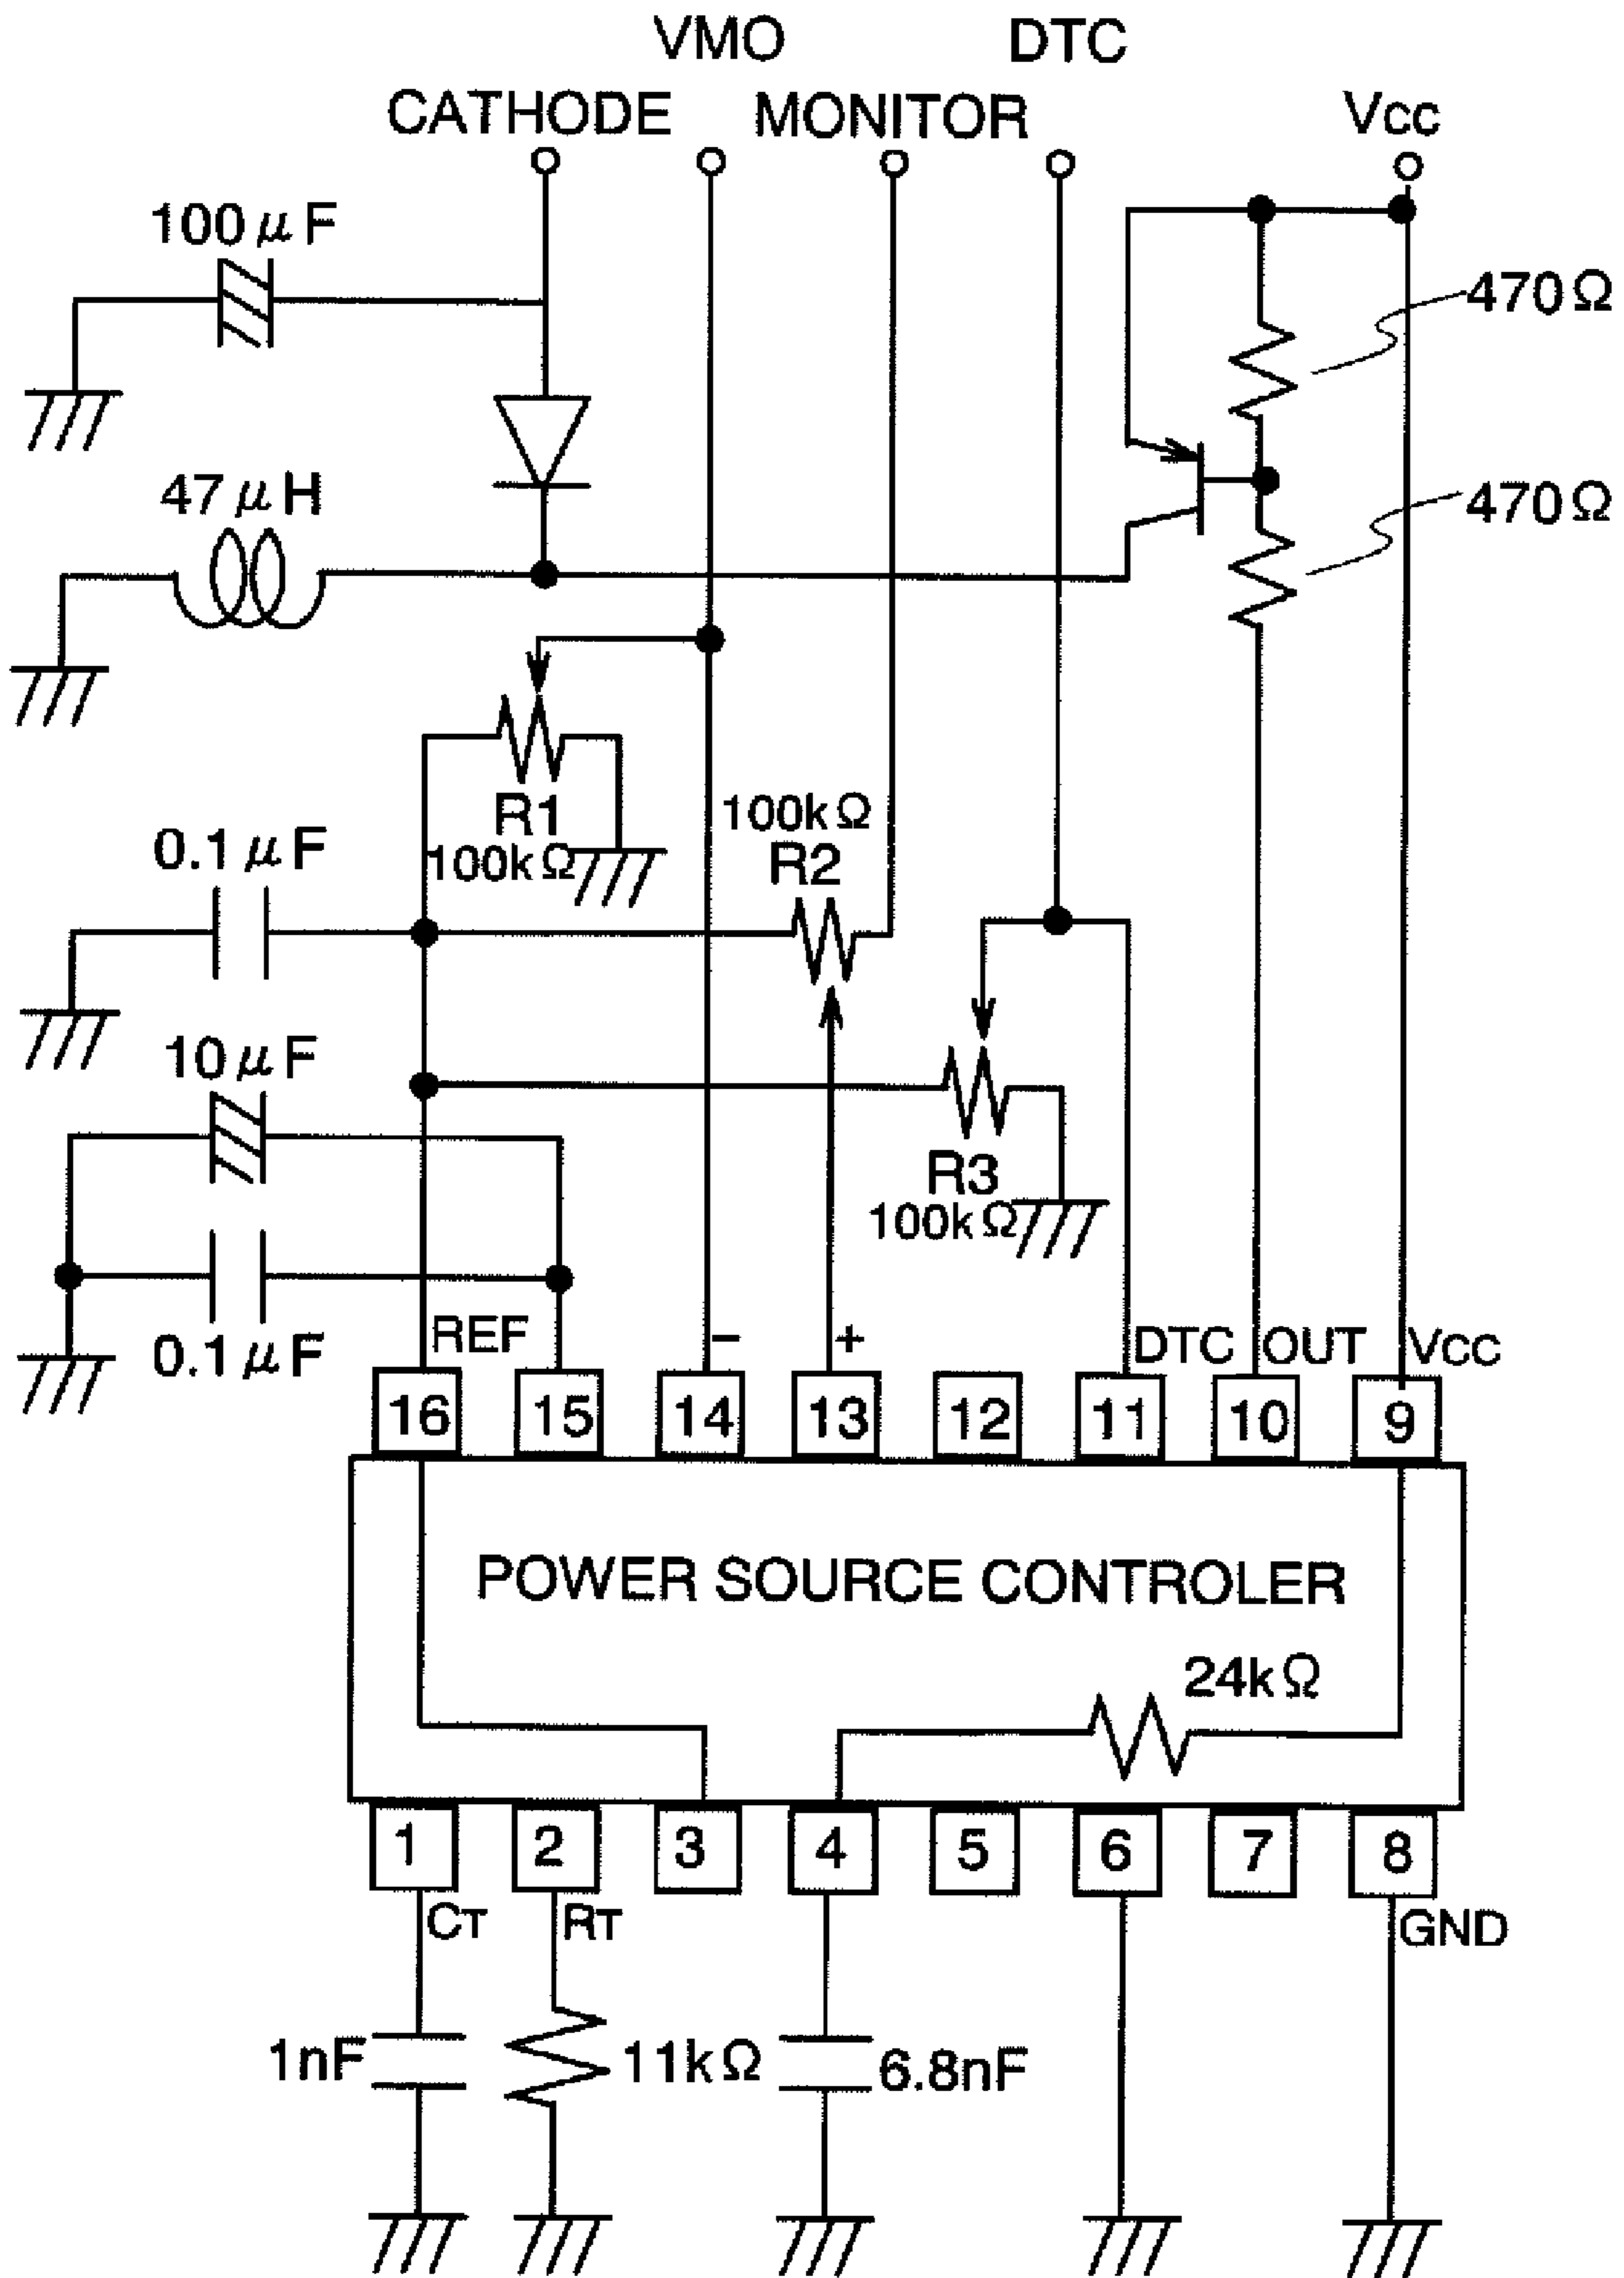 VMO DTC
CATHODE MONITOR Vcc
100μF
470Ω
47μH
470Ω
R1
100kΩ
100kΩ
R2
0.1μF
10μF
R3
100kΩ
0.1μF
REF
−
+
DTC
OUT
Vcc
16 15 14 13 12 11 10 9
POWER SOURCE CONTROLER
24kΩ
1 2 3 4 5 6 7 8
CT
RT
GND
1nF
11kΩ
6.8nF